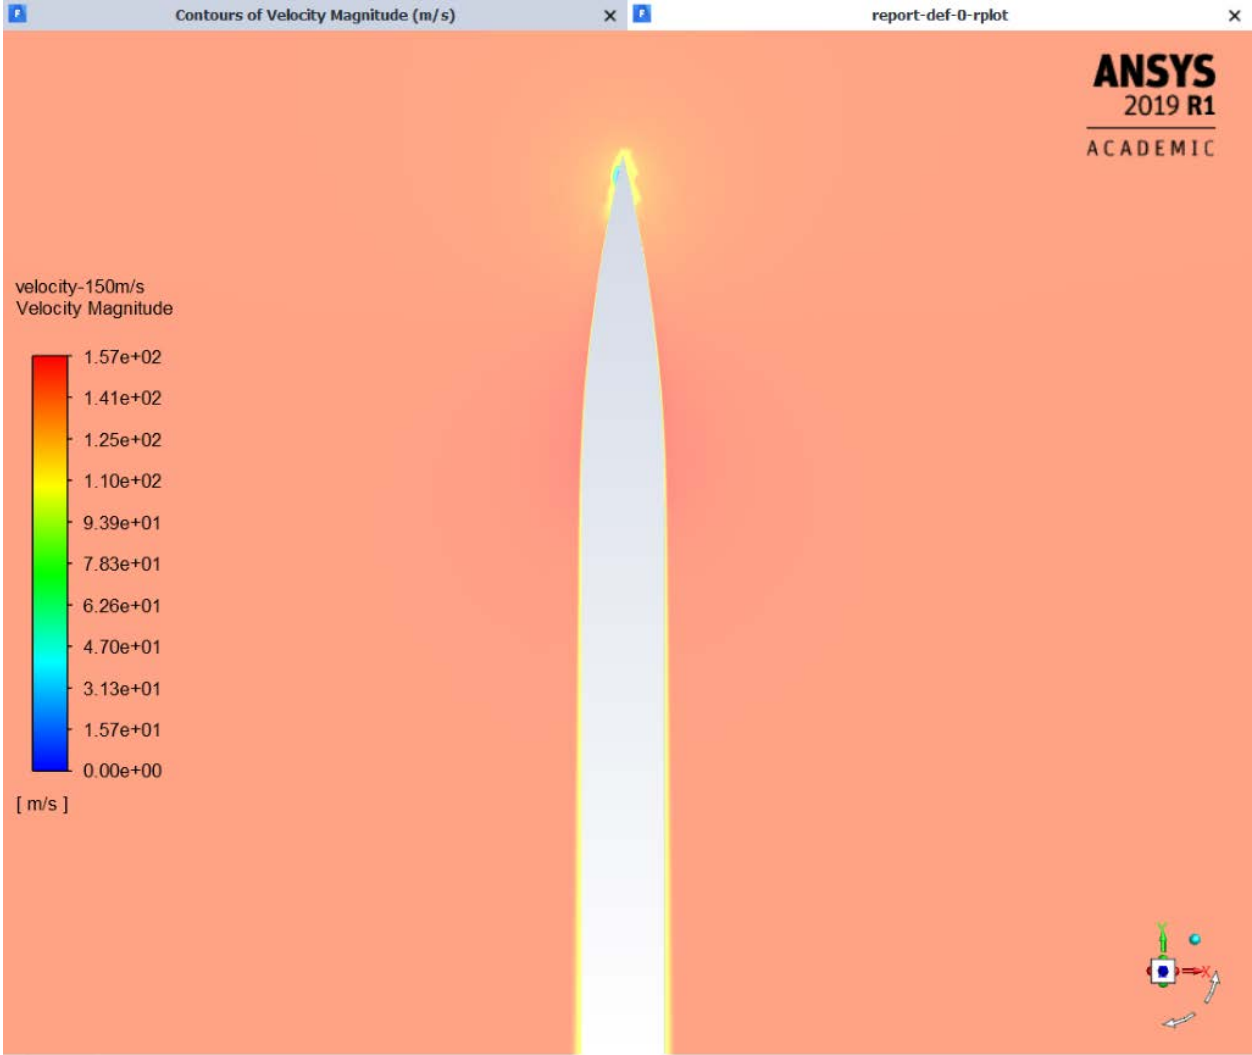 Contours of Velocity Magnitude (m/s)
report-def-0-rplot
ANSYS
2019 R1
ACADEMIC
velocity-150m/s
Velocity Magnitude
1.57e+02
1.41e+02
1.25e+02
1.10e+02
9.39e+01
7.83e+01
6.26e+01
4.70e+01
3.13e+01
1.57e+01
0.00e+00
[ m/s ]
Y
X